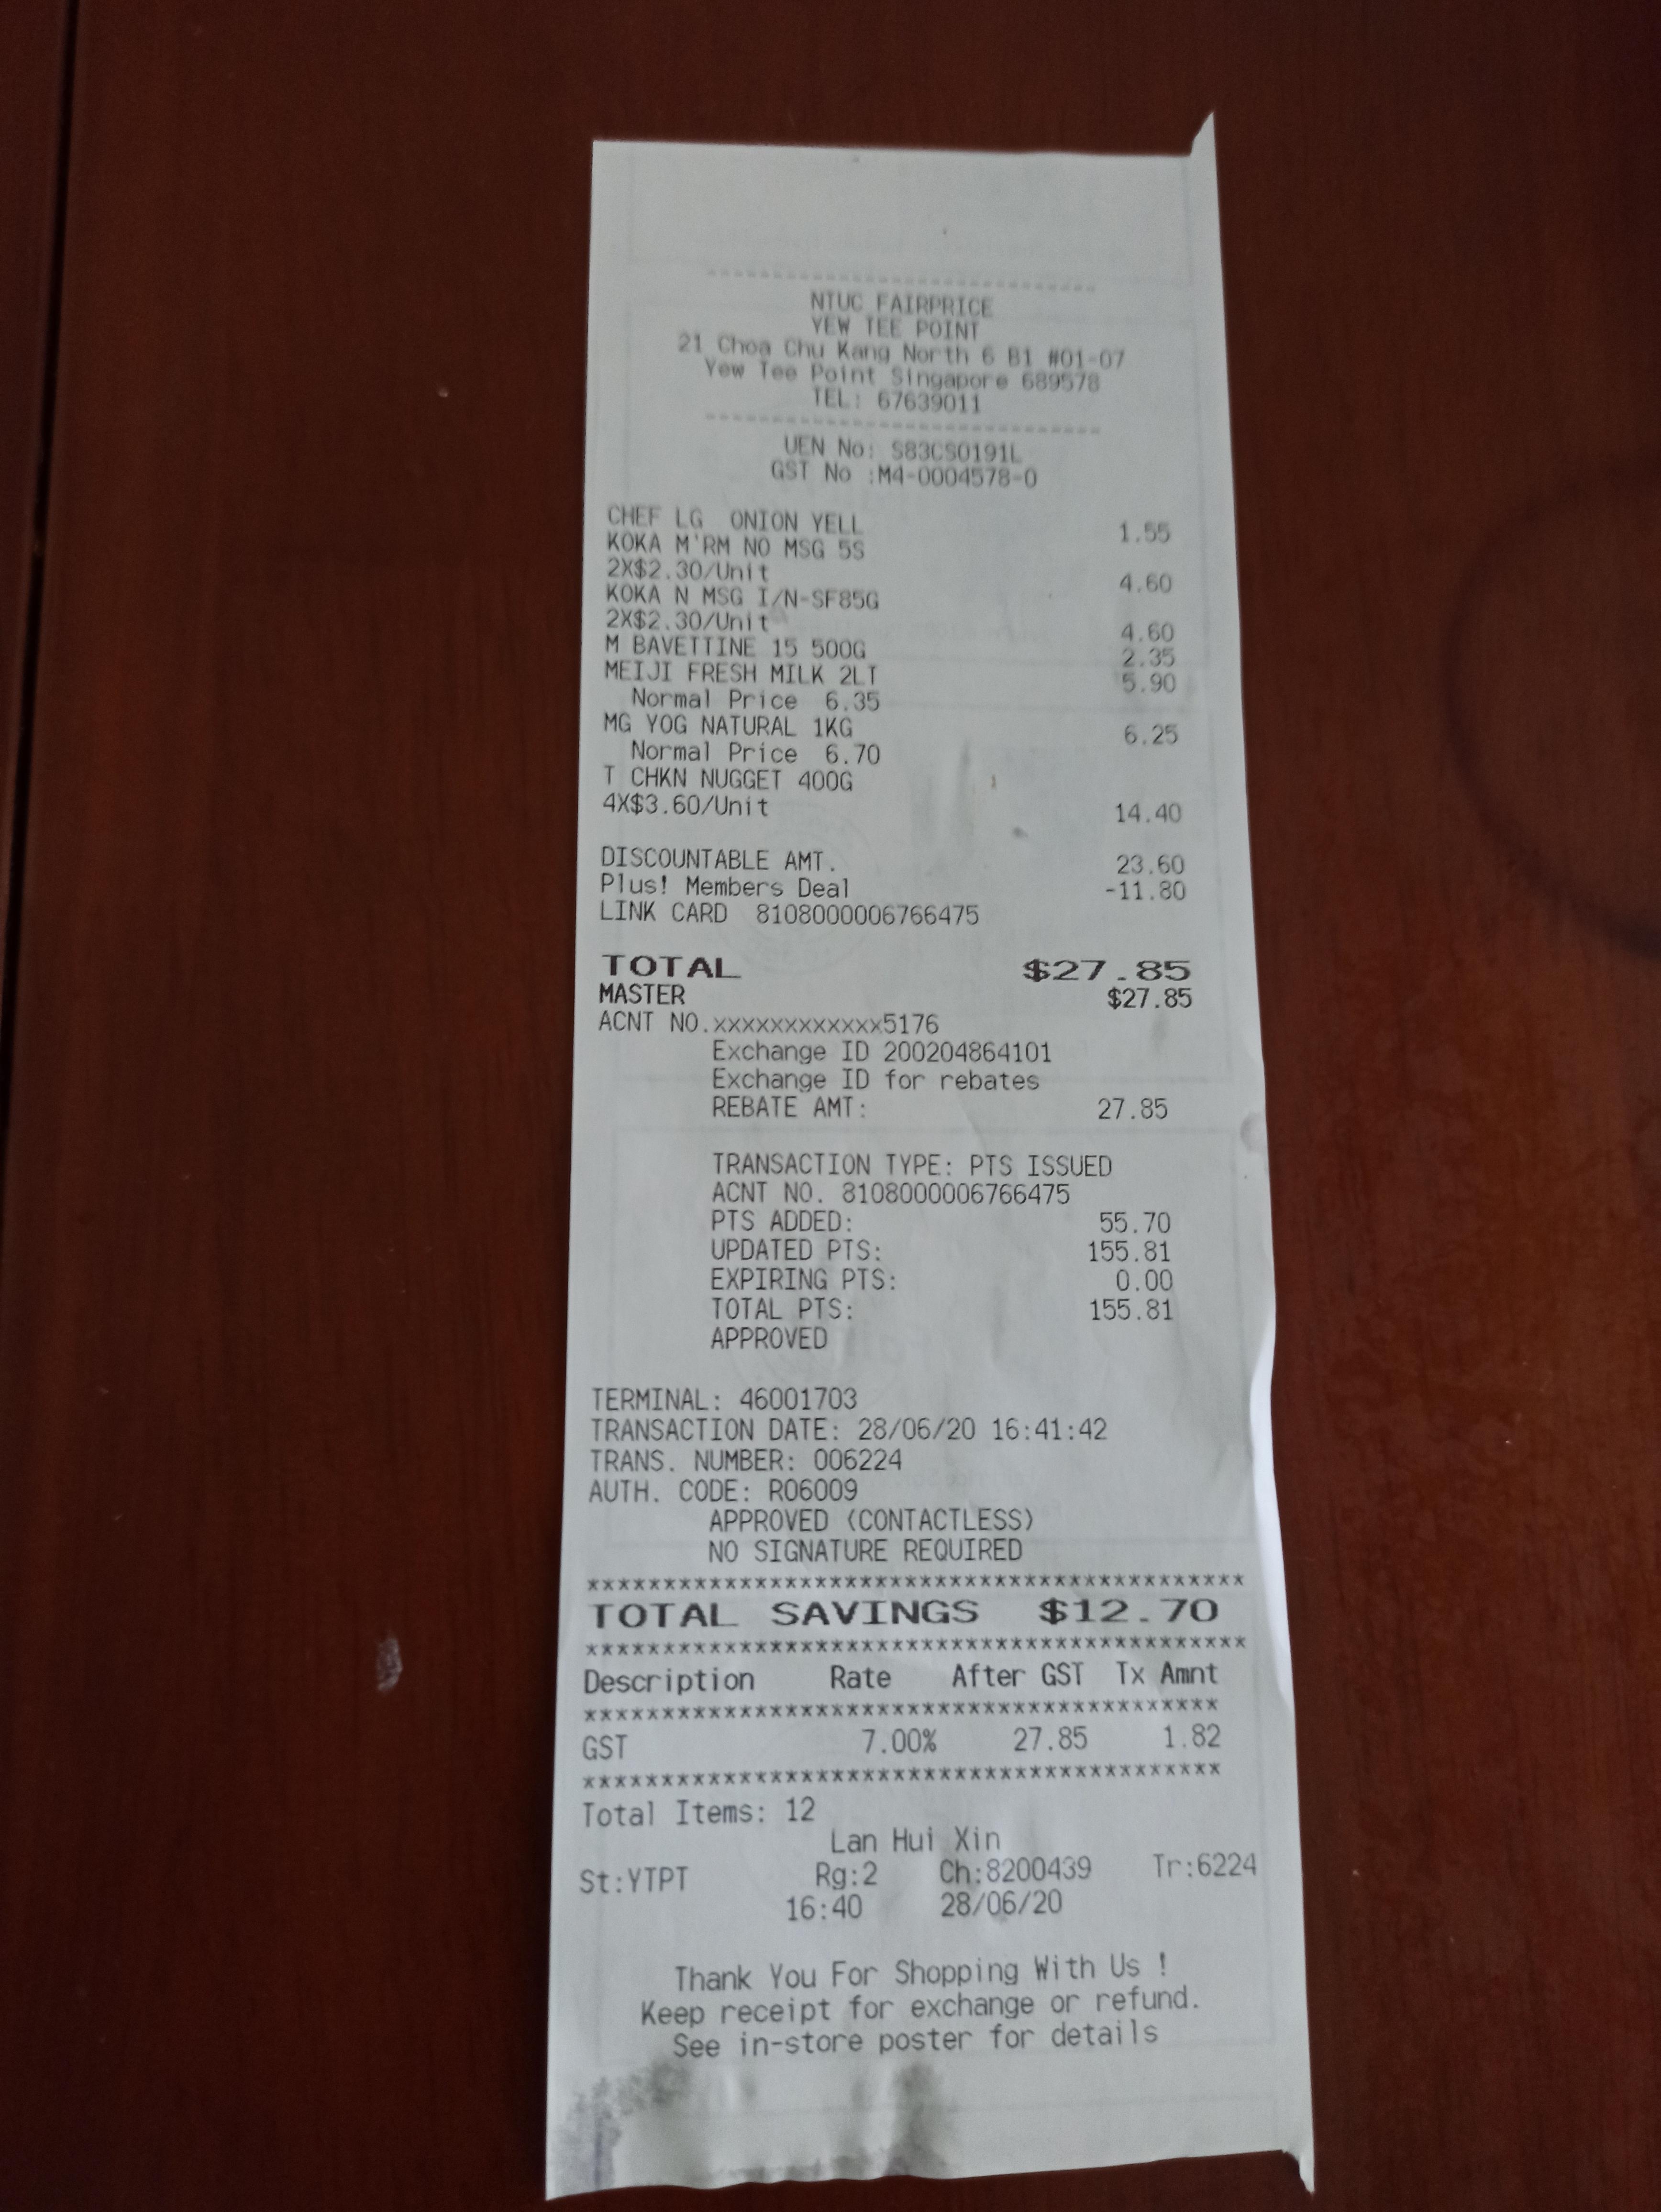 NTUC FAIRPRICE
YEW TEE POINT
21 Choa Chu Kang North 6 B1 #01-07
Yew Tee Point Singapore 689578
TEL: 67639011
UEN No: S83CS0191L
GST No :M4-0004578-0
CHEF LG ONION YELL 1.55
KOKA M'RM NO MSG 5S
2X$2.30/Unit 4.60
KOKA N MSG I/N-SF85G
2X$2.30/Unit 4.60
M BAVETTINE 15 500G 2.35
MEIJI FRESH MILK 2LT 5.90
Normal Price 6.35
MG YOG NATURAL 1KG 6.25
Normal Price 6.70
T CHKN NUGGET 400G
4X$3.60/Unit 14.40
DISCOUNTABLE AMT. 23.60
Plus! Members Deal -11.80
LINK CARD 8108000006766475
TOTAL $27.85
MASTER $27.85
ACNT NO.xxxxxxxxxxxx5176
Exchange ID 200204864101
Exchange ID for rebates
REBATE AMT: 27.85
TRANSACTION TYPE: PTS ISSUED
ACNT NO. 8108000006766475
PTS ADDED: 55.70
UPDATED PTS: 155.81
EXPIRING PTS: 0.00
TOTAL PTS: 155.81
APPROVED
TERMINAL: 46001703
TRANSACTION DATE: 28/06/20 16:41:42
TRANS. NUMBER: 006224
AUTH. CODE: R06009
APPROVED (CONTACTLESS)
NO SIGNATURE REQUIRED
*******************************************
TOTAL SAVINGS $12.70
*******************************************
Description Rate After GST Tx Amnt
*****************************************
GST 7.00% 27.85 1.82
*****************************************
Total Items: 12
Lan Hui Xin
St:YTPT Rg:2 Ch:8200439 Tr:6224
16:40 28/06/20
Thank You For Shopping With Us !
Keep receipt for exchange or refund.
See in-store poster for details